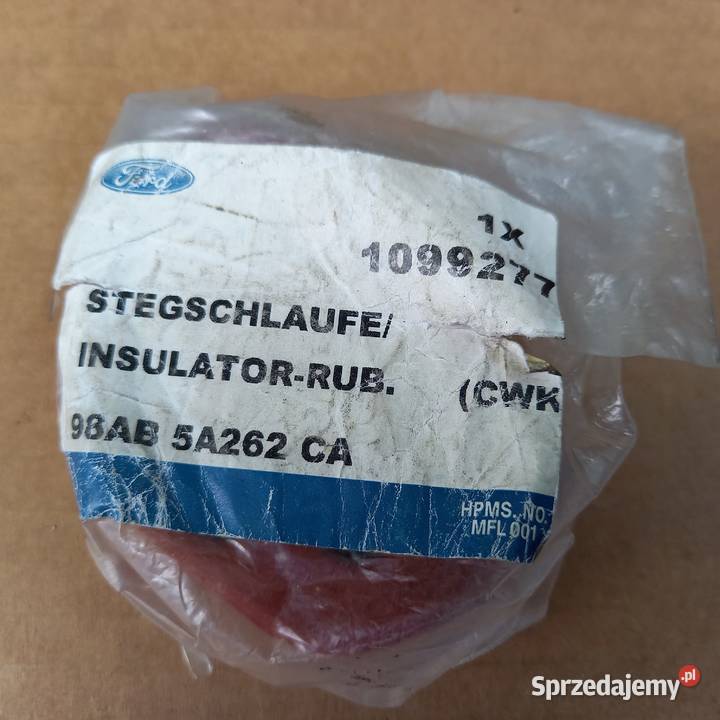 Ford
1x
1099277
STEGSCHLAUFE/
INSULATOR-RUB. (CWK
98AB 5A262 CA
HPMS. NO.
MFL 001
Sprzedajemy.pl